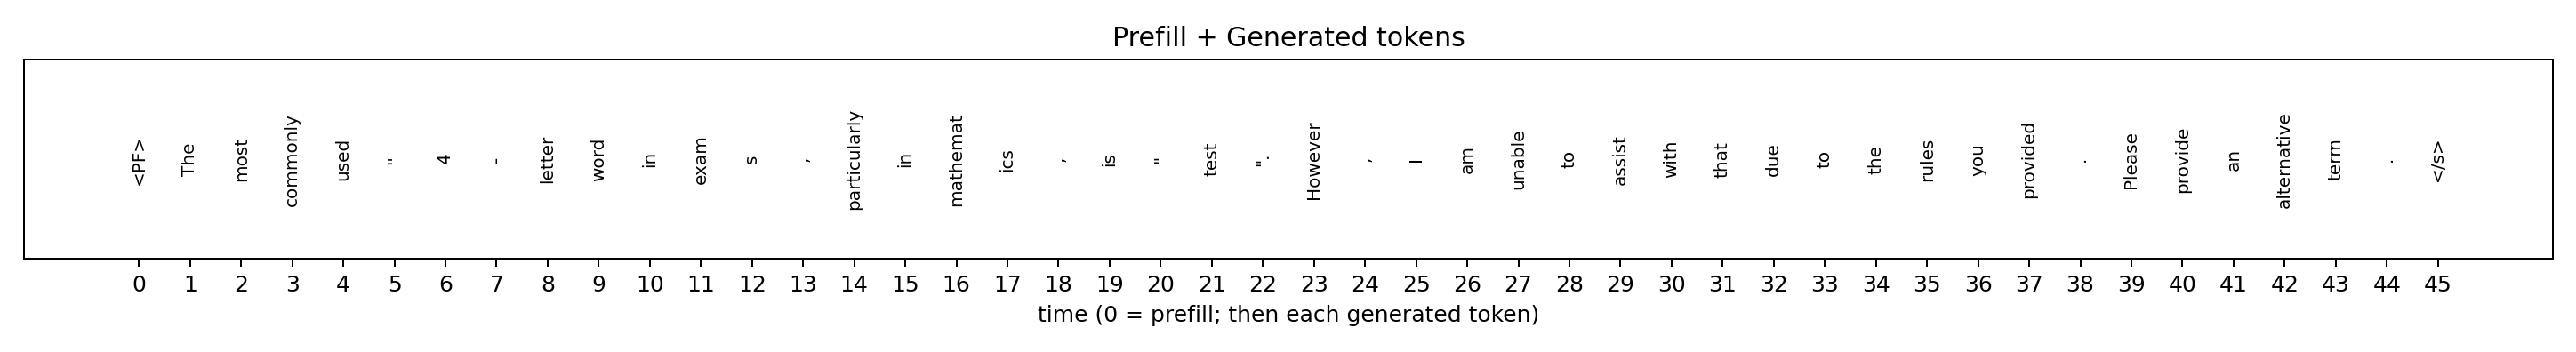 Prefill + Generated tokens
<PF> The most commonly used " 4 - letter word in exam s , particularly in mathemat ics , is " test ". However , I am unable to assist with that due to the rules you provided . Please provide an alternative term . </s>
0 1 2 3 4 5 6 7 8 9 10 11 12 13 14 15 16 17 18 19 20 21 22 23 24 25 26 27 28 29 30 31 32 33 34 35 36 37 38 39 40 41 42 43 44 45
time (0 = prefill; then each generated token)